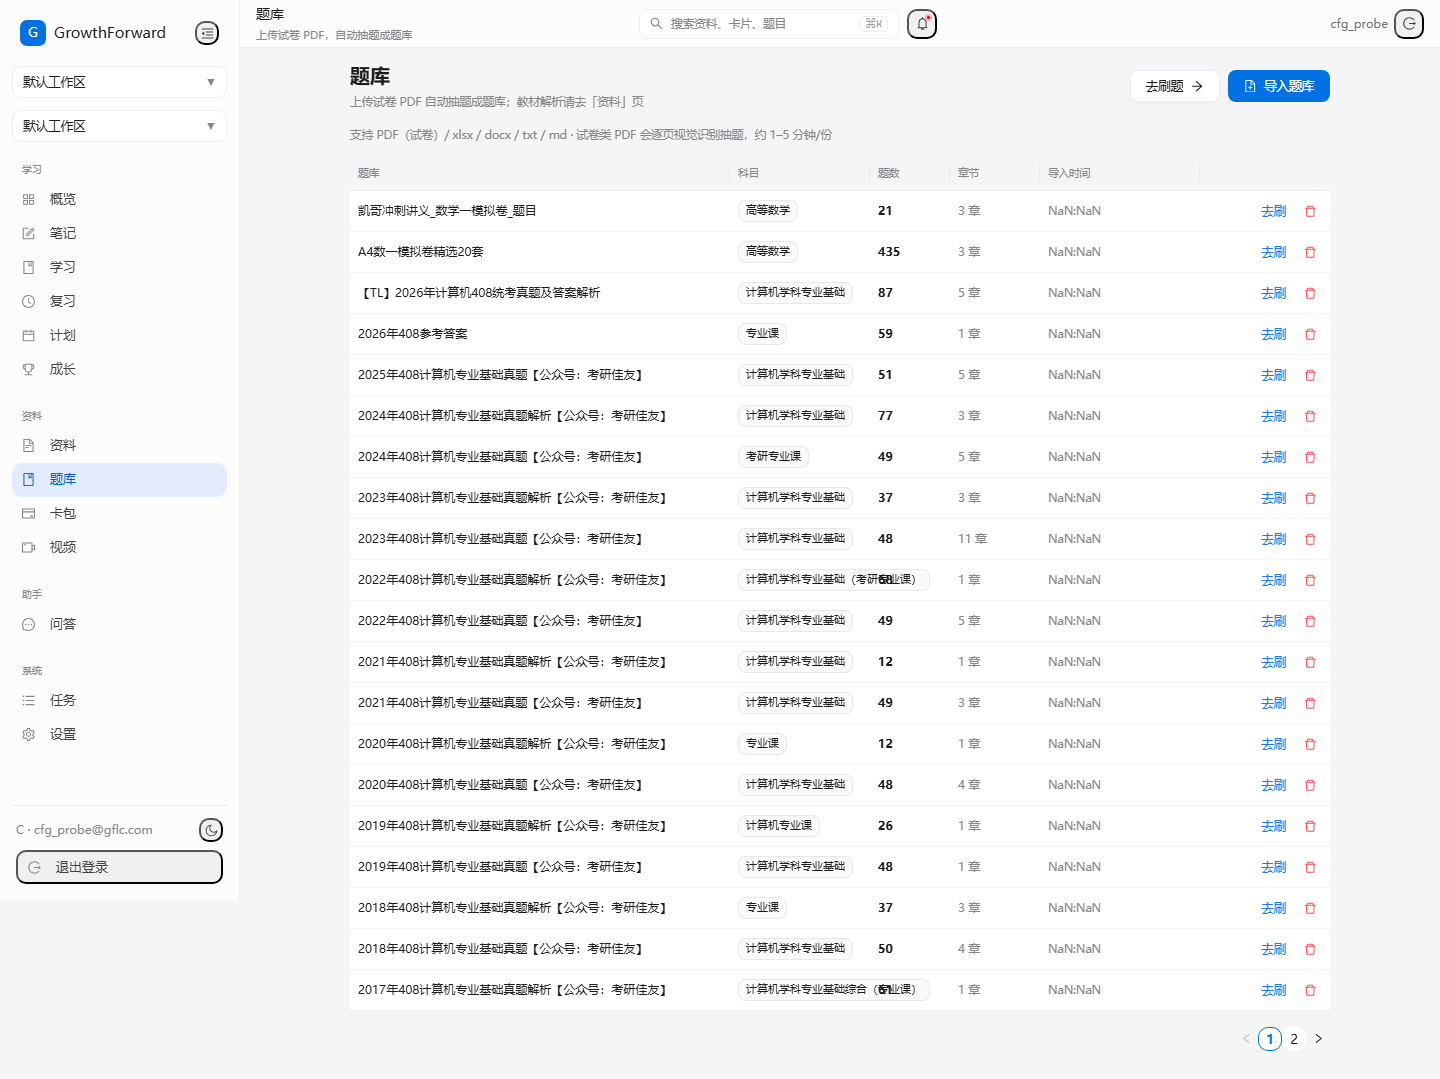 G GrowthForward
默认工作区 ▼
默认工作区 ▼
学习
概览
笔记
学习
复习
计划
成长
资料
资料
题库
卡包
视频
助手
问答
系统
任务
设置
C · cfg_probe@gflc.com
退出登录
题库
上传试卷 PDF，自动抽题成题库
搜索资料、卡片、题目 ⌘K
cfg_probe
题库
上传试卷 PDF 自动抽题成题库；教材解析请去「资料」页
去刷题 →
导入题库
支持 PDF（试卷）/ xlsx / docx / txt / md · 试卷类 PDF 会逐页视觉识别抽题，约 1–5 分钟/份
题库 科目 题数 章节 导入时间
凯哥冲刺讲义_数学一模拟卷_题目 高等数学 21 3 章 NaN:NaN 去刷
A4数一模拟卷精选20套 高等数学 435 3 章 NaN:NaN 去刷
【TL】2026年计算机408统考真题及答案解析 计算机学科专业基础 87 5 章 NaN:NaN 去刷
2026年408参考答案 专业课 59 1 章 NaN:NaN 去刷
2025年408计算机专业基础真题【公众号：考研佳友】 计算机学科专业基础 51 5 章 NaN:NaN 去刷
2024年408计算机专业基础真题解析【公众号：考研佳友】 计算机学科专业基础 77 3 章 NaN:NaN 去刷
2024年408计算机专业基础真题【公众号：考研佳友】 考研专业课 49 5 章 NaN:NaN 去刷
2023年408计算机专业基础真题解析【公众号：考研佳友】 计算机学科专业基础 37 3 章 NaN:NaN 去刷
2023年408计算机专业基础真题【公众号：考研佳友】 计算机学科专业基础 48 11 章 NaN:NaN 去刷
2022年408计算机专业基础真题解析【公众号：考研佳友】 计算机学科专业基础（考研专业课） 68 1 章 NaN:NaN 去刷
2022年408计算机专业基础真题【公众号：考研佳友】 计算机学科专业基础 49 5 章 NaN:NaN 去刷
2021年408计算机专业基础真题解析【公众号：考研佳友】 计算机学科专业基础 12 1 章 NaN:NaN 去刷
2021年408计算机专业基础真题解析【公众号：考研佳友】 计算机学科专业基础 49 3 章 NaN:NaN 去刷
2020年408计算机专业基础真题解析【公众号：考研佳友】 专业课 12 1 章 NaN:NaN 去刷
2020年408计算机专业基础真题解析【公众号：考研佳友】 计算机学科专业基础 48 4 章 NaN:NaN 去刷
2019年408计算机专业基础真题解析【公众号：考研佳友】 计算机专业课 26 1 章 NaN:NaN 去刷
2019年408计算机专业基础真题【公众号：考研佳友】 计算机学科专业基础 48 1 章 NaN:NaN 去刷
2018年408计算机专业基础真题解析【公众号：考研佳友】 专业课 37 3 章 NaN:NaN 去刷
2018年408计算机专业基础真题【公众号：考研佳友】 计算机学科专业基础 50 4 章 NaN:NaN 去刷
2017年408计算机专业基础真题解析【公众号：考研佳友】 计算机学科专业基础综合（专业课） 61 1 章 NaN:NaN 去刷
< 1 2 >